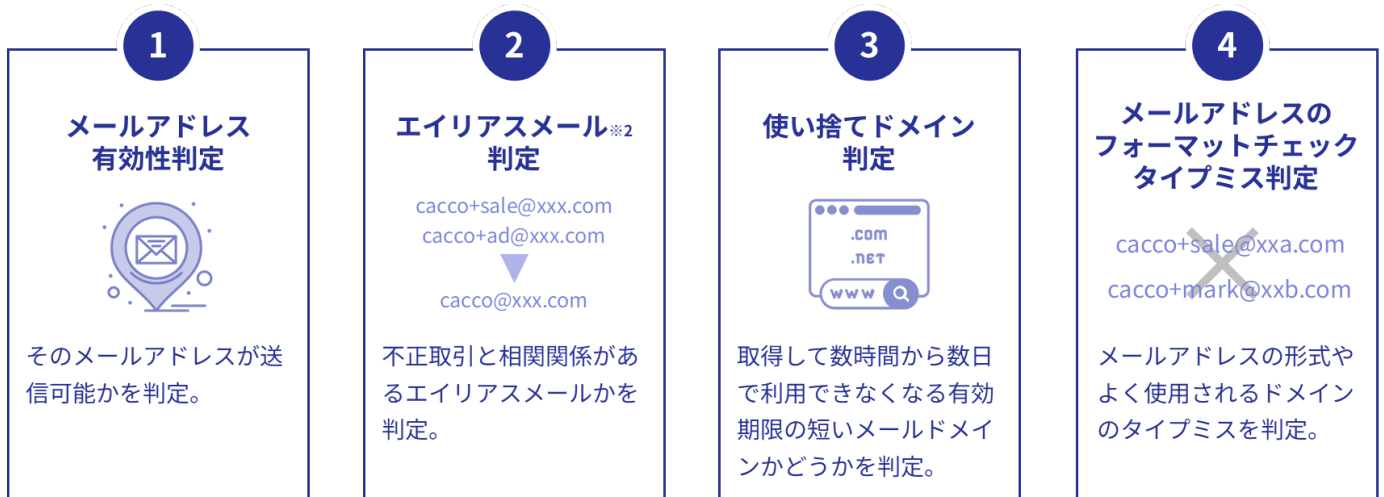 1
メールアドレス
有効性判定
そのメールアドレスが送
信可能かを判定。
2
エイリアスメール※2
判定
cacco+sale@xxx.com
cacco+ad@xxx.com
cacco@xxx.com
不正取引と相関関係があ
るエイリアスメールかを
判定。
3
使い捨てドメイン
判定
.com
.net
www
取得して数時間から数日
で利用できなくなる有効
期限の短いメールドメイ
ンかどうかを判定。
4
メールアドレスの
フォーマットチェック
タイプミス判定
cacco+sale@xxa.com
cacco+mark@xxb.com
メールアドレスの形式や
よく使用されるドメイン
のタイプミスを判定。